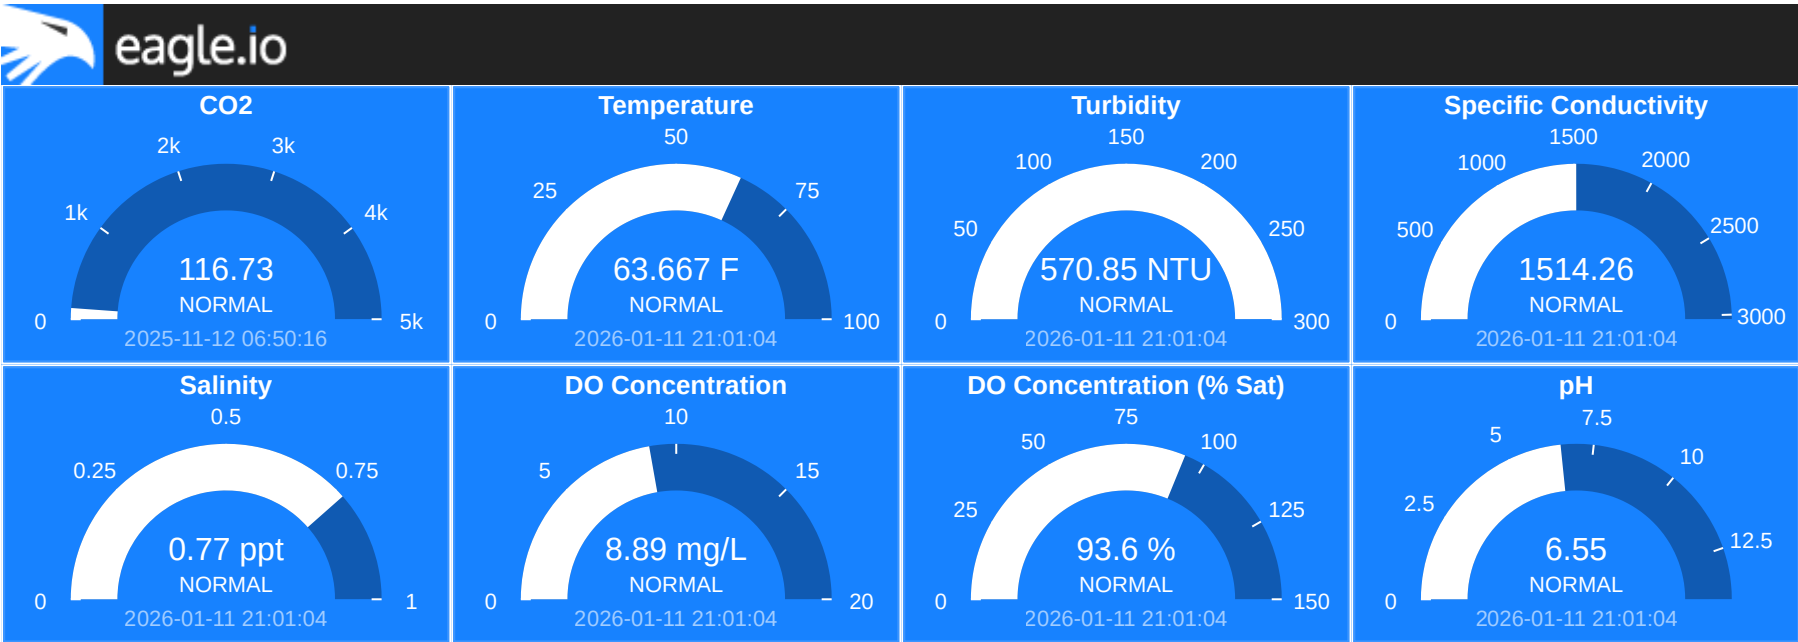 eagle.io
CO2
2k 3k
1k 4k
116.73
NORMAL
0 5k
2025-11-12 06:50:16
Temperature
50
25 75
63.667 F
NORMAL
0 100
2026-01-11 21:01:04
Turbidity
150
100 200
50 250
570.85 NTU
NORMAL
0 300
2026-01-11 21:01:04
Specific Conductivity
1500
1000 2000
500 2500
1514.26
NORMAL
0 3000
2026-01-11 21:01:04
Salinity
0.5
0.25 0.75
0.77 ppt
NORMAL
0 1
2026-01-11 21:01:04
DO Concentration
10
5 15
8.89 mg/L
NORMAL
0 20
2026-01-11 21:01:04
DO Concentration (% Sat)
75
50 100
25 125
93.6 %
NORMAL
0 150
2026-01-11 21:01:04
pH
7.5
5 10
2.5 12.5
6.55
NORMAL
0
2026-01-11 21:01:04